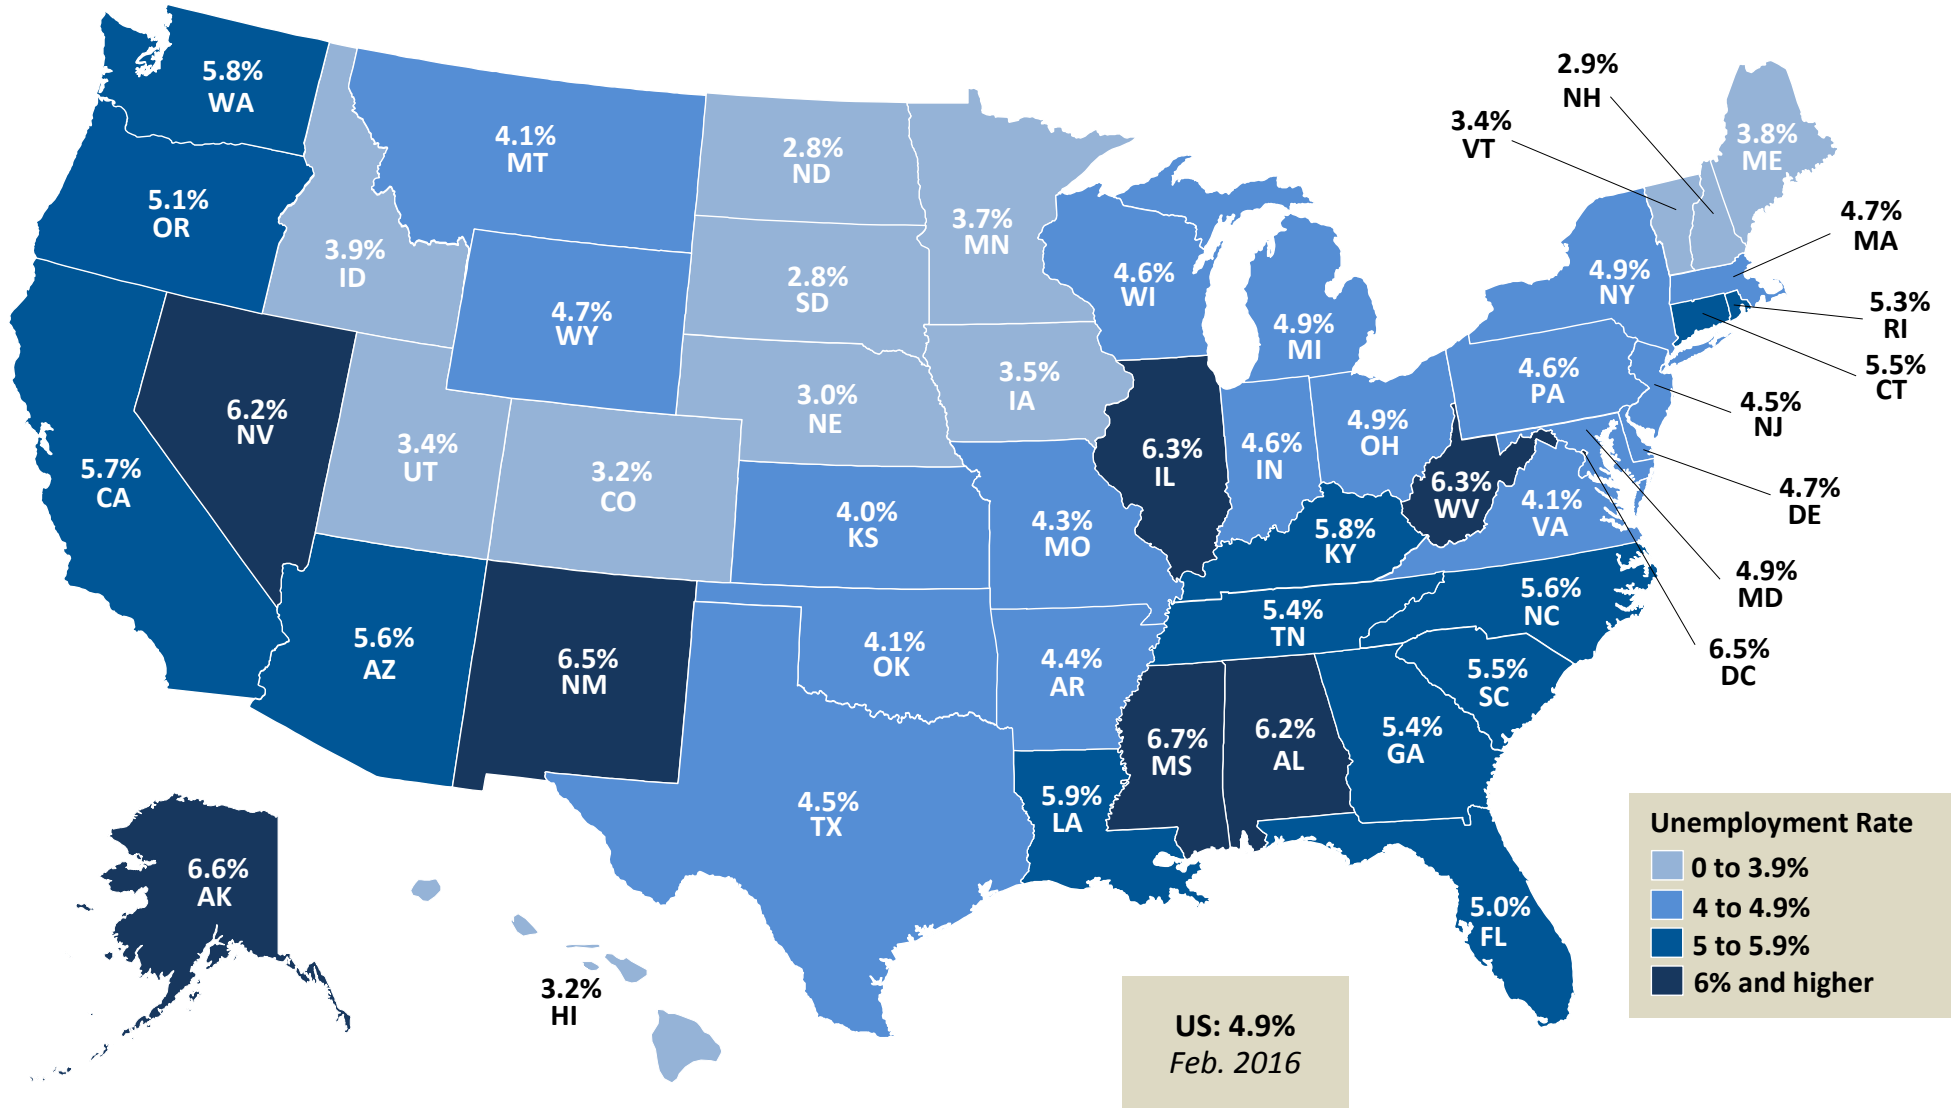 5.8%
WA
5.1%
OR
3.9%
ID
4.1%
MT
4.7%
WY
2.8%
ND
2.8%
SD
3.0%
NE
3.7%
MN
3.5%
IA
4.6%
WI
4.9%
MI
2.9%
NH
3.4%
VT
3.8%
ME
4.7%
MA
4.9%
NY
5.3%
RI
5.5%
CT
4.6%
PA
4.5%
NJ
4.7%
DE
4.9%
MD
6.5%
DC
5.7%
CA
6.2%
NV
3.4%
UT
3.2%
CO
4.0%
KS
4.3%
MO
6.3%
IL
4.6%
IN
4.9%
OH
6.3%
WV
4.1%
VA
5.8%
KY
5.4%
TN
5.6%
NC
5.5%
SC
5.6%
AZ
6.5%
NM
4.1%
OK
4.4%
AR
6.7%
MS
6.2%
AL
5.4%
GA
4.5%
TX
5.9%
LA
5.0%
FL
6.6%
AK
3.2%
HI
US: 4.9%
Feb. 2016
Unemployment Rate
0 to 3.9%
4 to 4.9%
5 to 5.9%
6% and higher